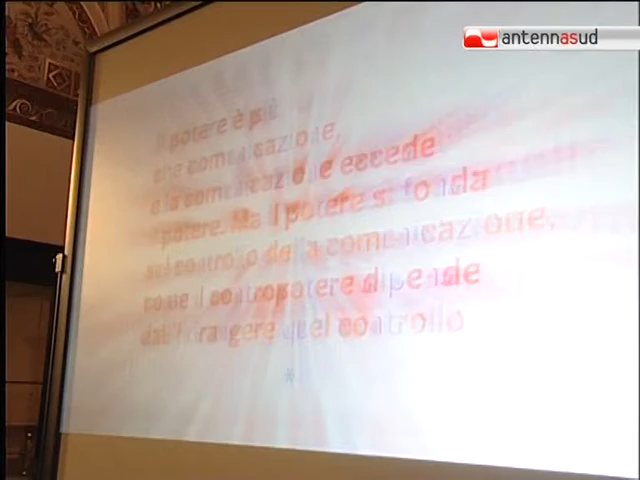 antennasud
Il potere è più
che comunicazione,
e la comunicazione eccede
il potere. Ma il potere si fonda
sul controllo della comunicazione,
come il contropotere dipende
dall'infrangere quel controllo